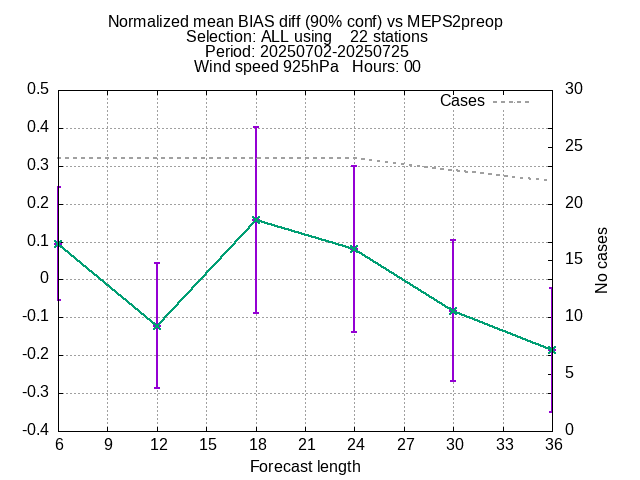 Normalized mean BIAS diff (90% conf) vs MEPS2preop
Selection: ALL using    22 stations
Period: 20250702-20250725
Wind speed 925hPa   Hours: 00
Cases
0.5
0.4
0.3
0.2
0.1
0
-0.1
-0.2
-0.3
-0.4
30
25
20
15
10
5
0
No cases
6 9 12 15 18 21 24 27 30 33 36
Forecast length